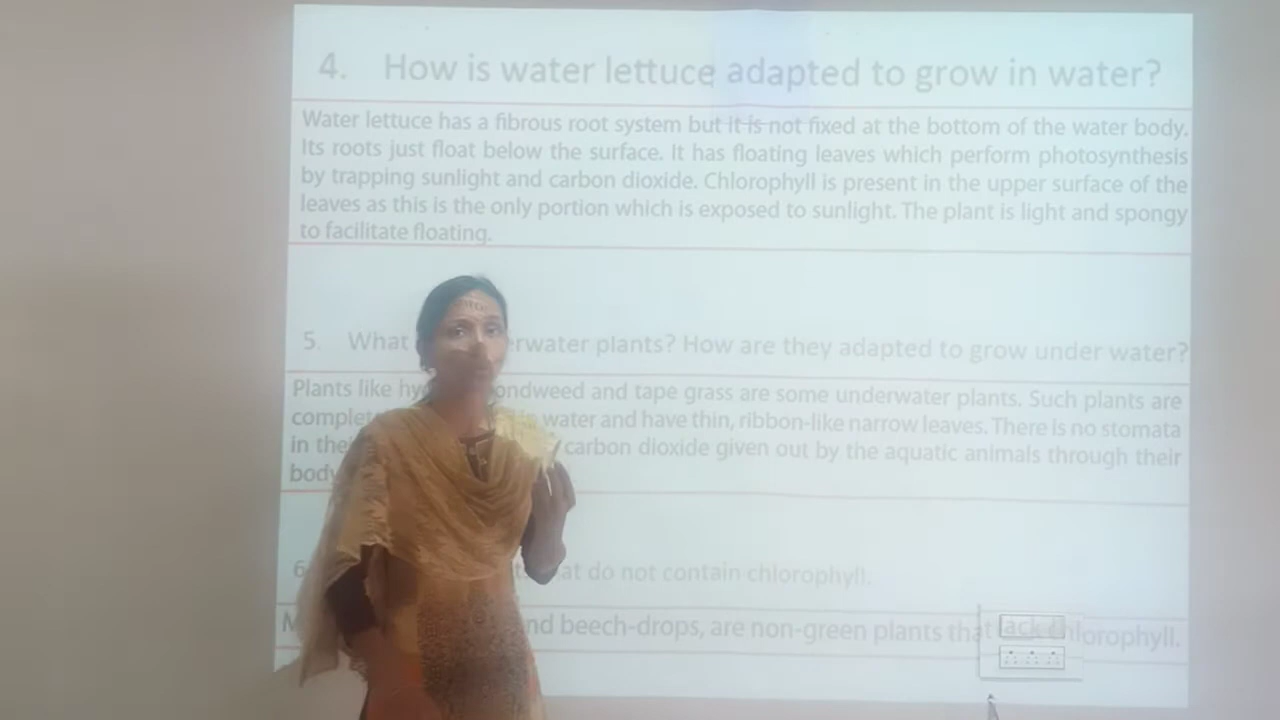 4. How is water lettuce adapted to grow in water?
Water lettuce has a fibrous root system but it is not fixed at the bottom of the water body.
Its roots just float below the surface. It has floating leaves which perform photosynthesis
by trapping sunlight and carbon dioxide. Chlorophyll is present in the upper surface of the
leaves as this is the only portion which is exposed to sunlight. The plant is light and spongy
to facilitate floating.
5. What rwater plants? How are they adapted to grow under water?
Plants like hy ondweed and tape grass are some underwater plants. Such plants are
complet water and have thin, ribbon-like narrow leaves. There is no stomata
in the carbon dioxide given out by the aquatic animals through their
body
6 at do not contain chlorophyll.
M nd beech-drops, are non-green plants that lack chlorophyll.